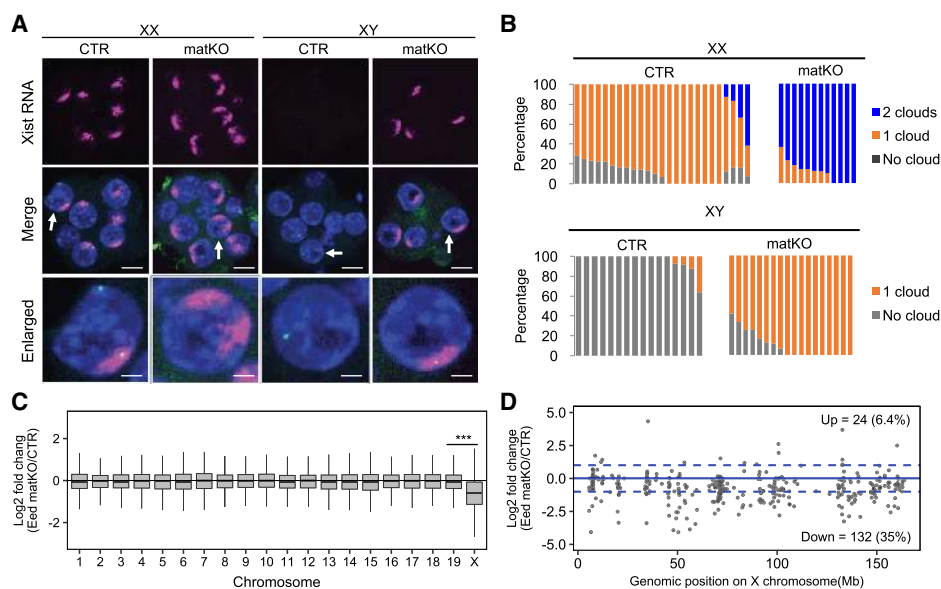 A
XX
XY
CTR
matKO
CTR
matKO
Xist RNA
Merge
Enlarged
B
XX
CTR
matKO
Percentage
100
80
60
40
20
0
2 clouds
1 cloud
No cloud
XY
CTR
matKO
Percentage
100
80
60
40
20
0
1 cloud
No cloud
C
Log2 fold chang
(Eed matKO/CTR)
2
0
-2
***
1 2 3 4 5 6 7 8 9 10 11 12 13 14 15 16 17 18 19 X
Chromosome
D
Log2 fold change
(Eed matKO/CTR)
5.0
2.5
0.0
-2.5
-5.0
Up = 24 (6.4%)
Down = 132 (35%)
0 50 100 150
Genomic position on X chromosome(Mb)